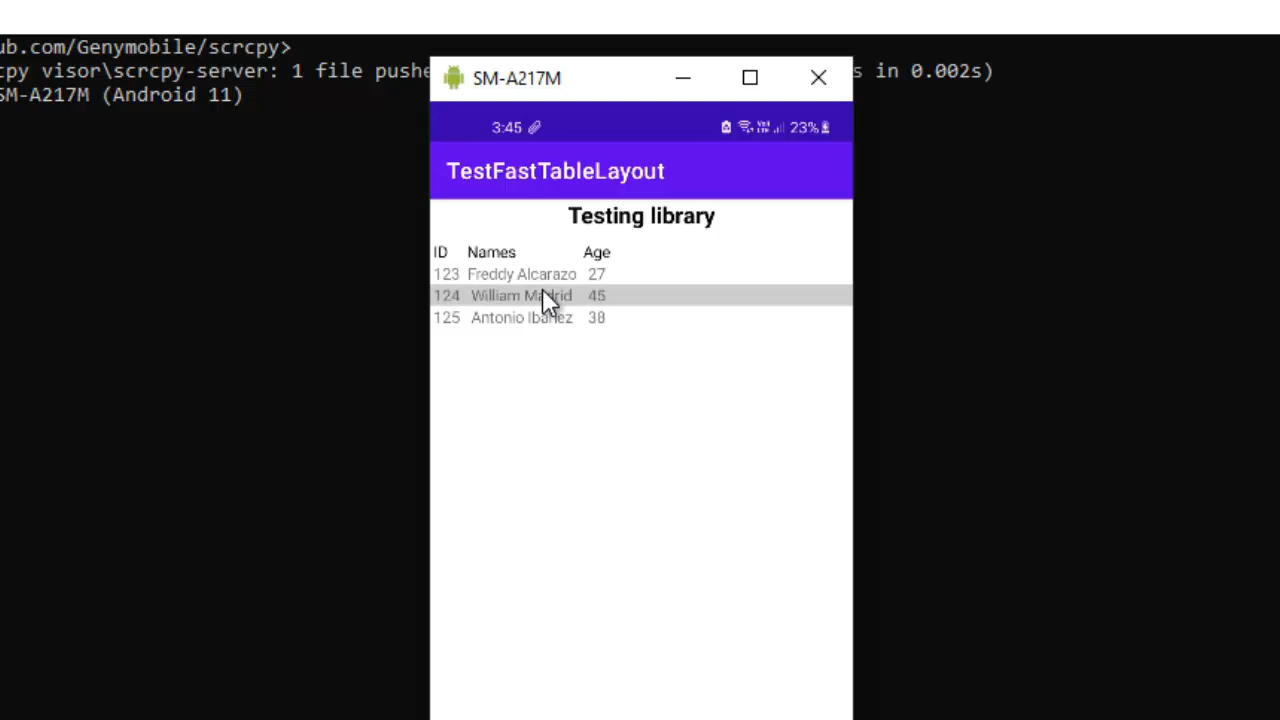 ub.com/Genymobile/scrcpy>
cpy visor\scrcpy-server: 1 file pushe
s in 0.002s)
SM-A217M (Android 11)
SM-A217M
3:45
23%
TestFastTableLayout
Testing library
ID Names Age
123 Freddy Alcarazo 27
124 William Madrid 45
125 Antonio Ibañez 38